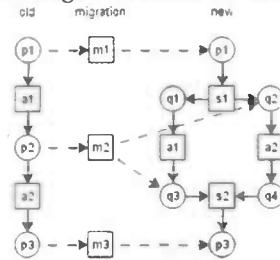 old migration new
p1 m1 p1
q1 s1 q2
a1
p2 m2 a1 a2
a2 q3 s2 q4
p3 m3 p3